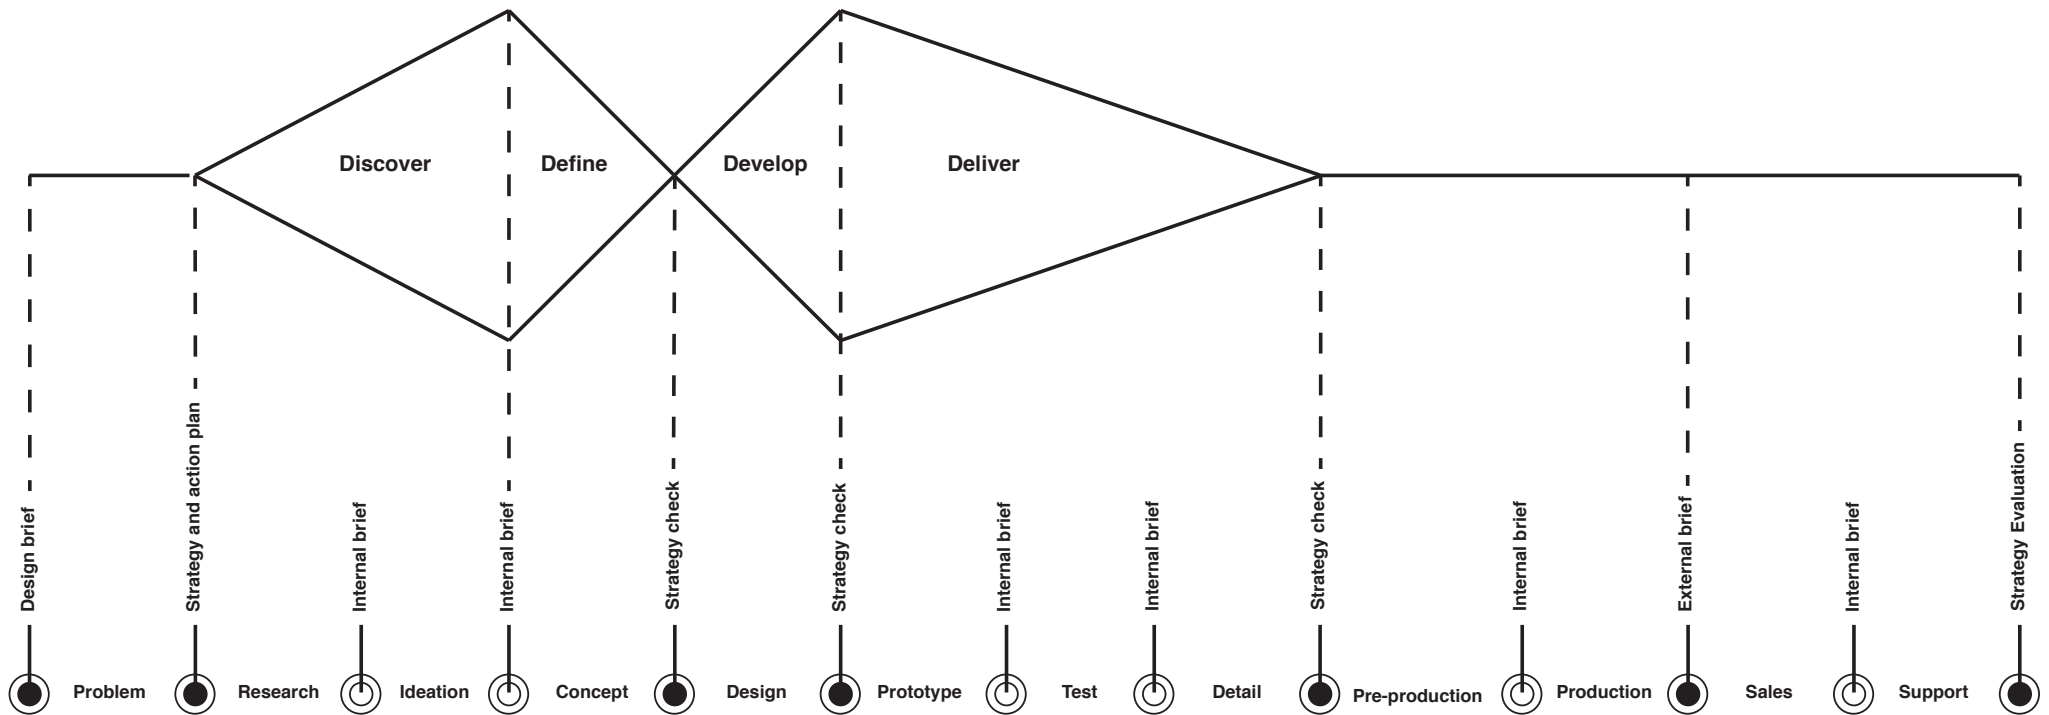 Discover
Define
Develop
Deliver
Design brief
Strategy and action plan
Internal brief
Internal brief
Strategy check
Strategy check
Internal brief
Internal brief
Strategy check
Internal brief
External brief
Internal brief
Strategy Evaluation
Problem
Research
Ideation
Concept
Design
Prototype
Test
Detail
Pre-production
Production
Sales
Support